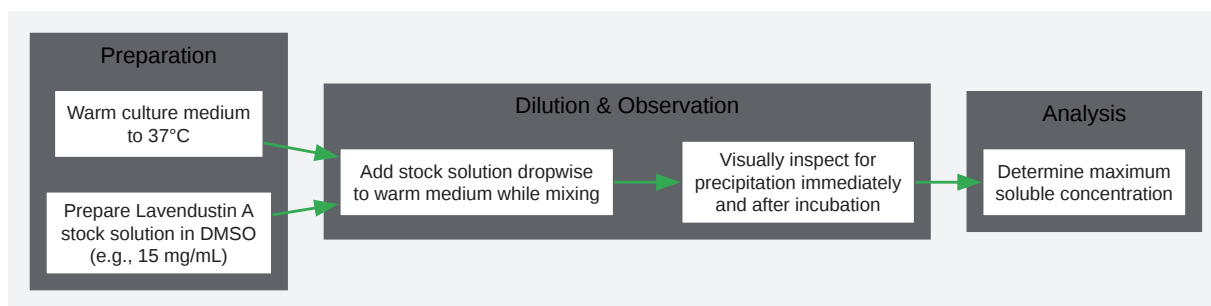 Preparation
Warm culture medium
to 37°C
Prepare Lavendustin A
stock solution in DMSO
(e.g., 15 mg/mL)
Dilution & Observation
Add stock solution dropwise
to warm medium while mixing
Visually inspect for
precipitation immediately
and after incubation
Analysis
Determine maximum
soluble concentration